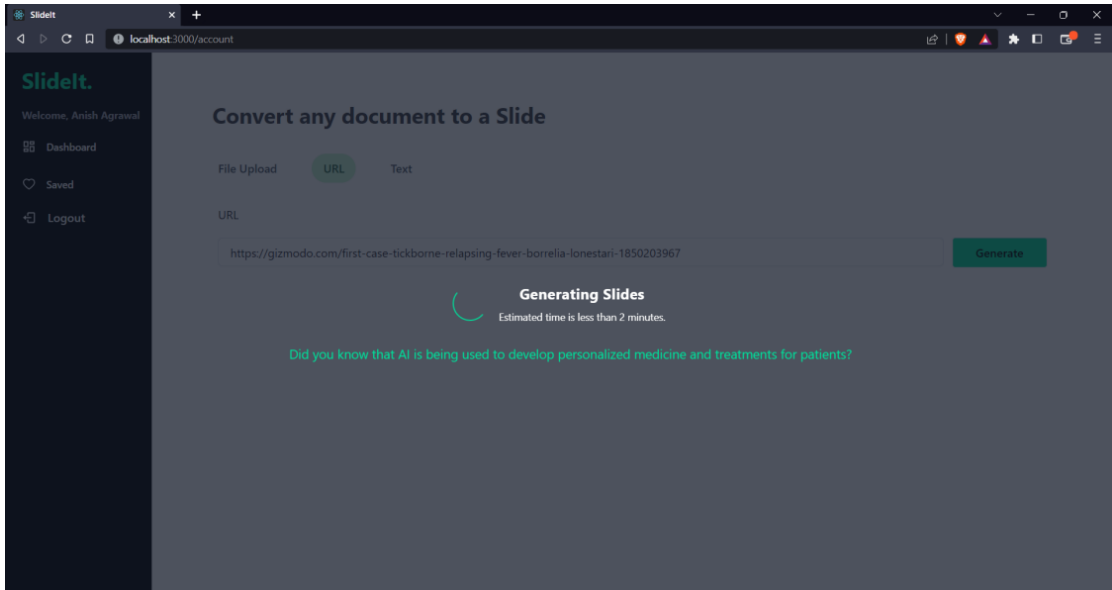 SlideIt
localhost:3000/account
SlideIt.
Welcome, Anish Agrawal
Dashboard
Saved
Logout
Convert any document to a Slide
File Upload URL Text
URL
https://gizmodo.com/first-case-tickborne-relapsing-fever-borrelia-lonestari-1850203967 Generate
Generating Slides
Estimated time is less than 2 minutes.
Did you know that AI is being used to develop personalized medicine and treatments for patients?